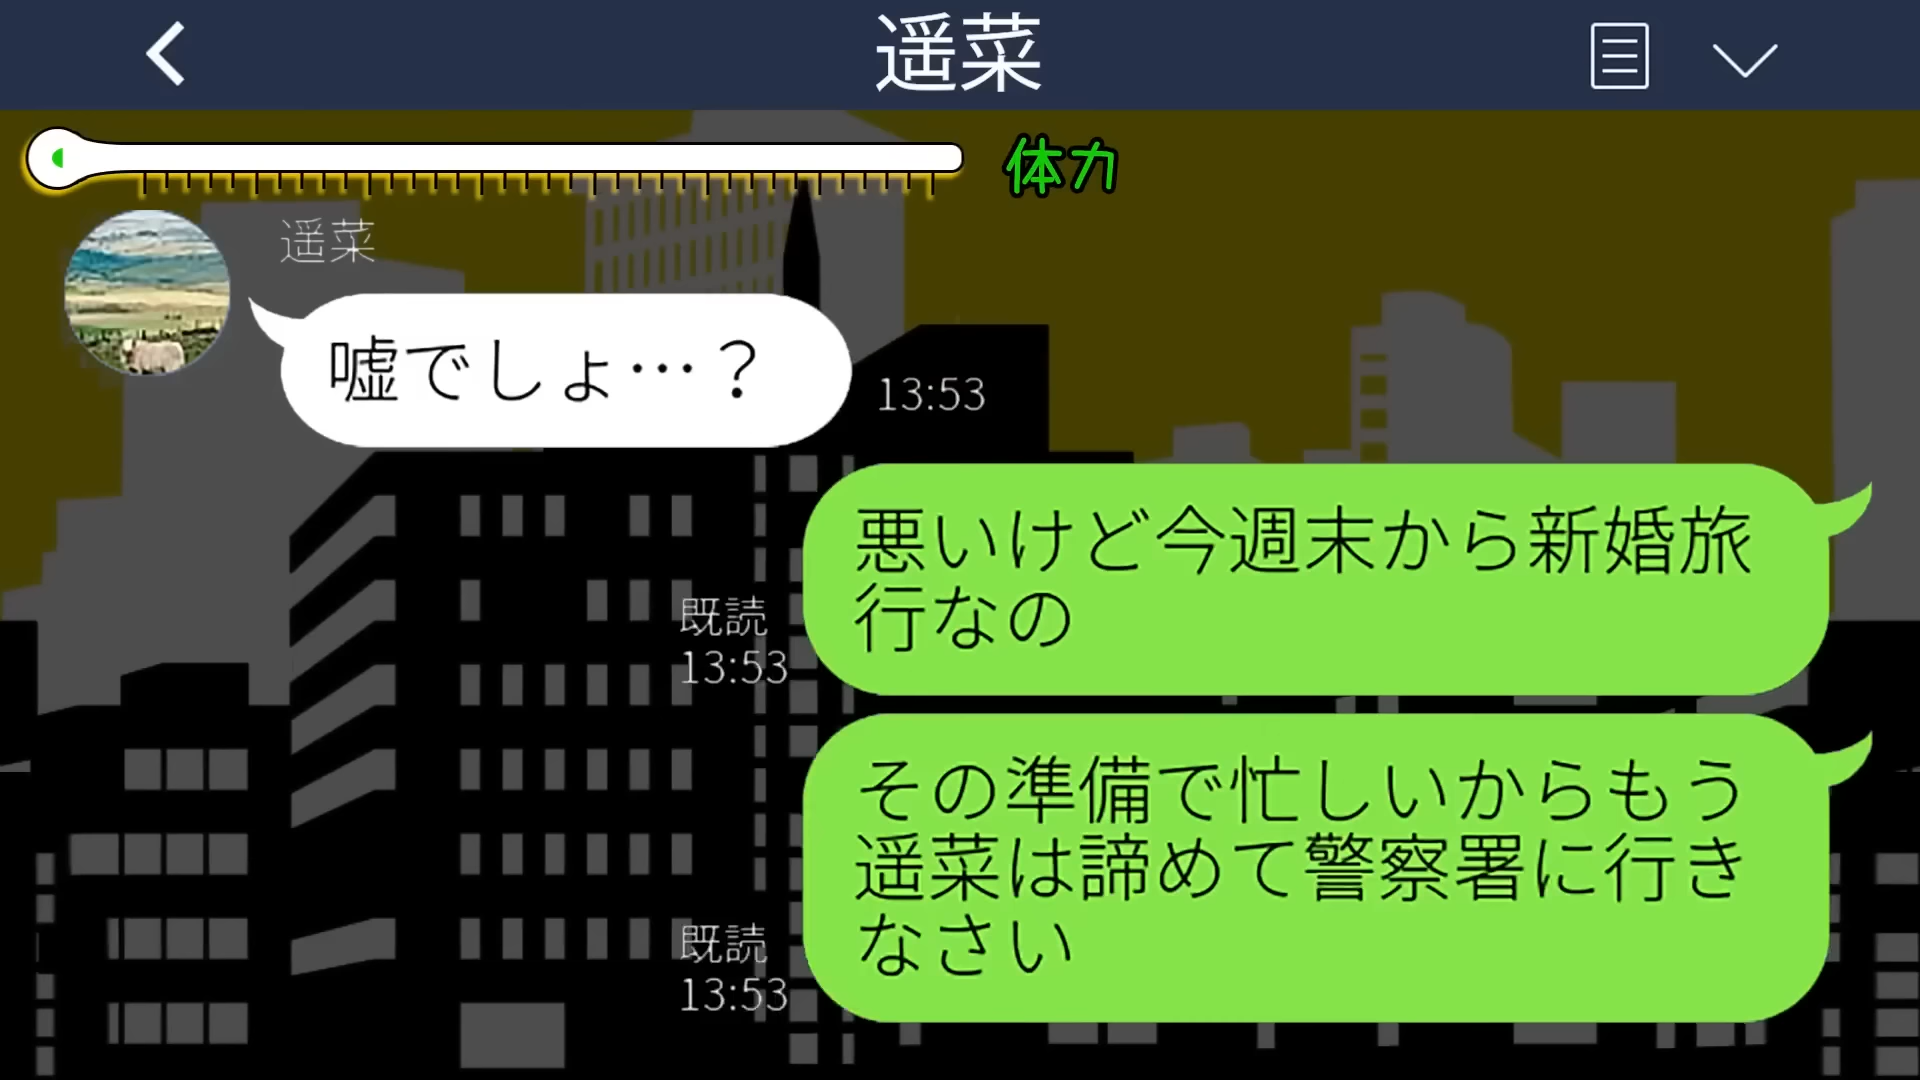 遥菜
体力
遥菜
嘘でしょ…？
13:53
悪いけど今週末から新婚旅
行なの
既読
13:53
その準備で忙しいからもう
遥菜は諦めて警察署に行き
なさい
既読
13:53